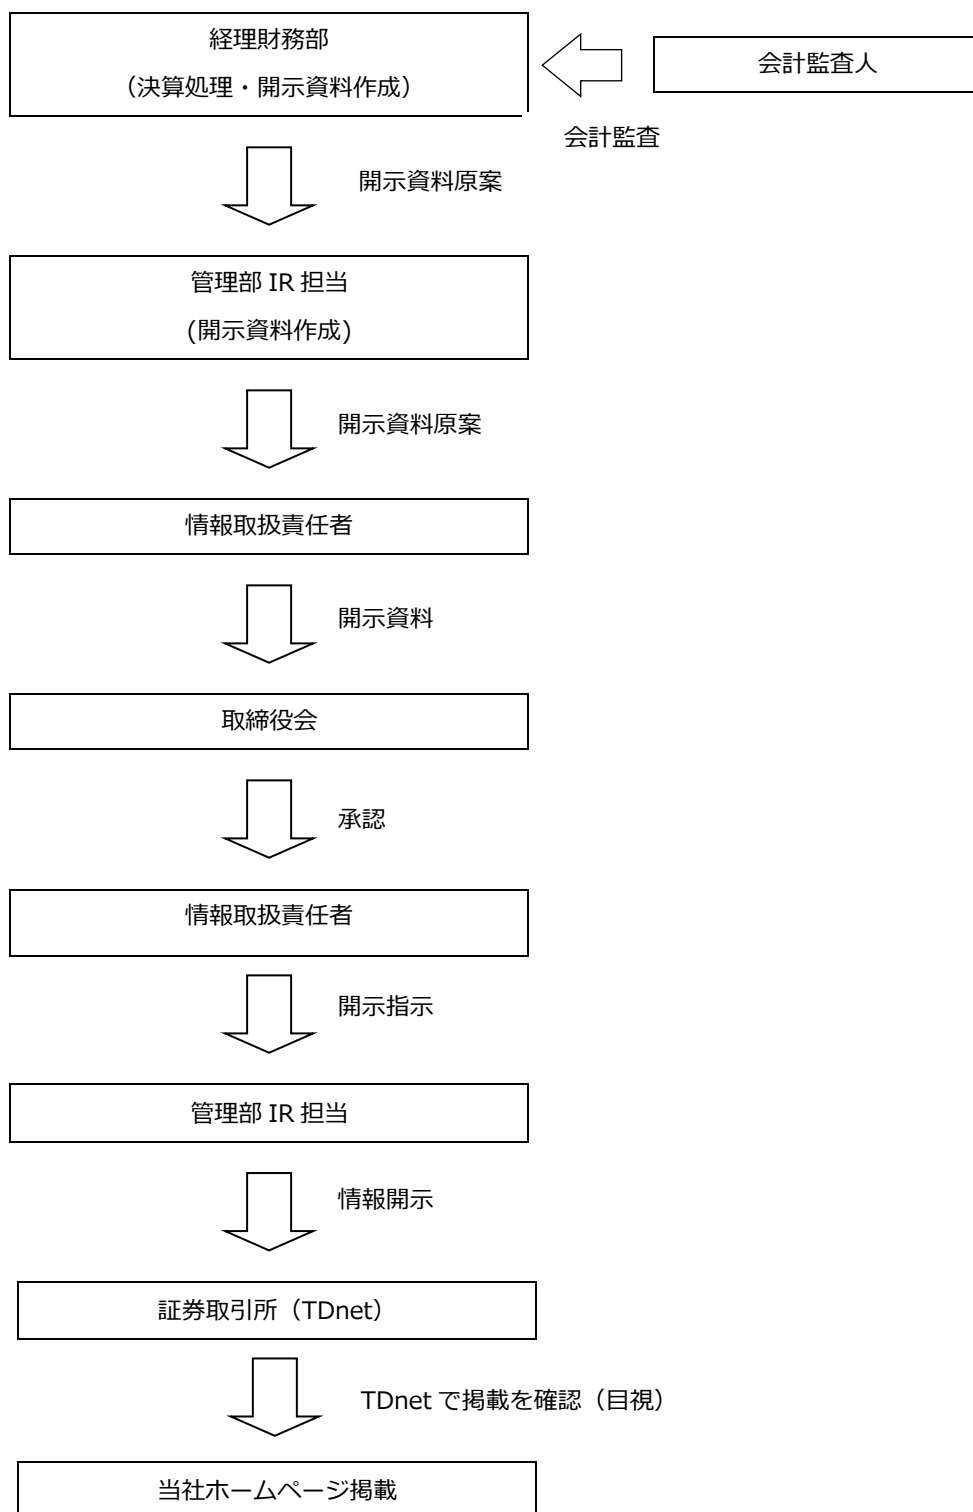 経理財務部
（決算処理・開示資料作成）
会計監査人
会計監査
開示資料原案
管理部 IR 担当
(開示資料作成)
開示資料原案
情報取扱責任者
開示資料
取締役会
承認
情報取扱責任者
開示指示
管理部 IR 担当
情報開示
証券取引所（TDnet）
TDnet で掲載を確認（目視）
当社ホームページ掲載